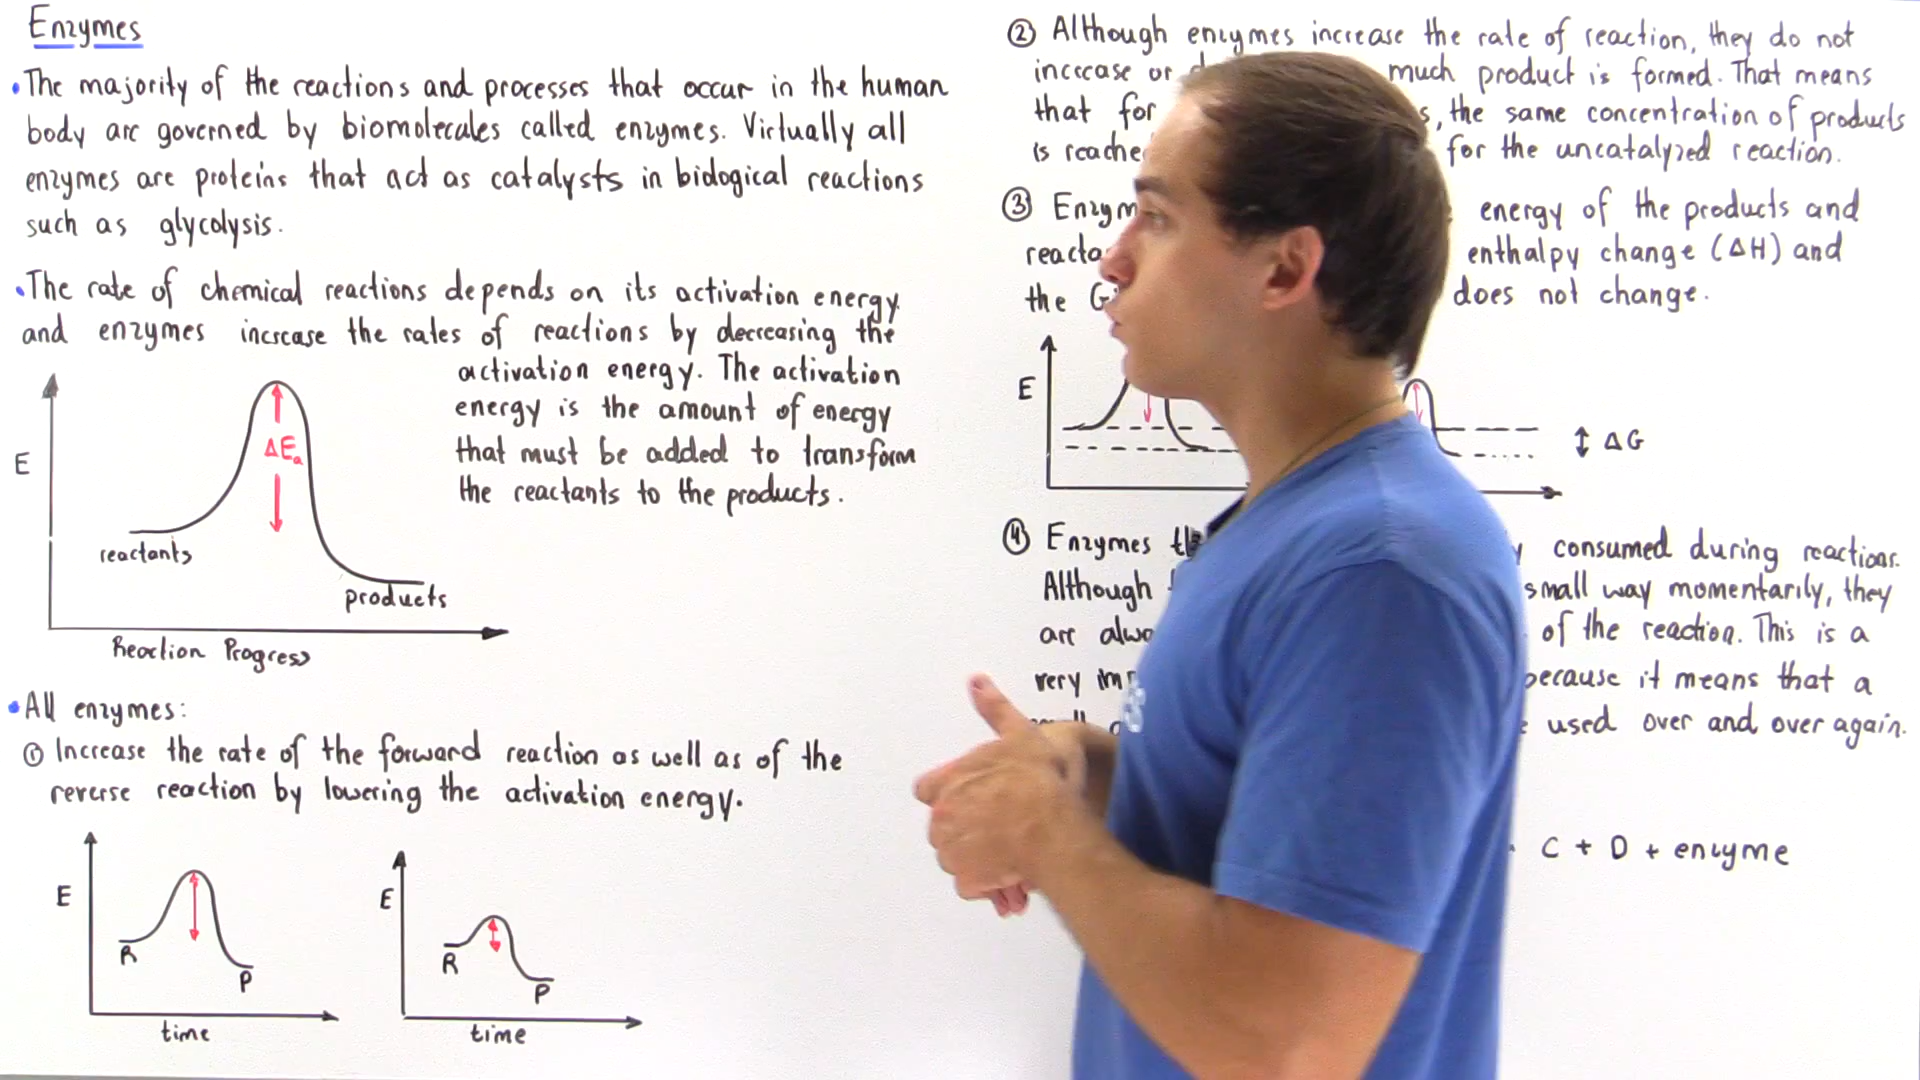 Enzymes
• The majority of the reactions and processes that occur in the human
body are governed by biomolecules called enzymes. Virtually all
enzymes are proteins that act as catalysts in biological reactions
such as glycolysis.
• The rate of chemical reactions depends on its activation energy
and enzymes increase the rates of reactions by decreasing the
activation energy. The activation
energy is the amount of energy
that must be added to transform
the reactants to the products.
E
ΔEa
reactants
products
Reaction Progress
• All enzymes:
① Increase the rate of the forward reaction as well as of the
reverse reaction by lowering the activation energy.
E
R
P
time
E
R
P
time
② Although enzymes increase the rate of reaction, they do not
increase or much product is formed. That means
that for the same concentration of products
is for the uncatalyzed reaction.
③ energy of the products and
enthalpy change (ΔH) and
the does not change.
E
ΔG
④ Enzymes consumed during reactions.
Although small way momentarily, they
are of the reaction. This is a
very because it means that a
used over and over again.
C + D + enzyme